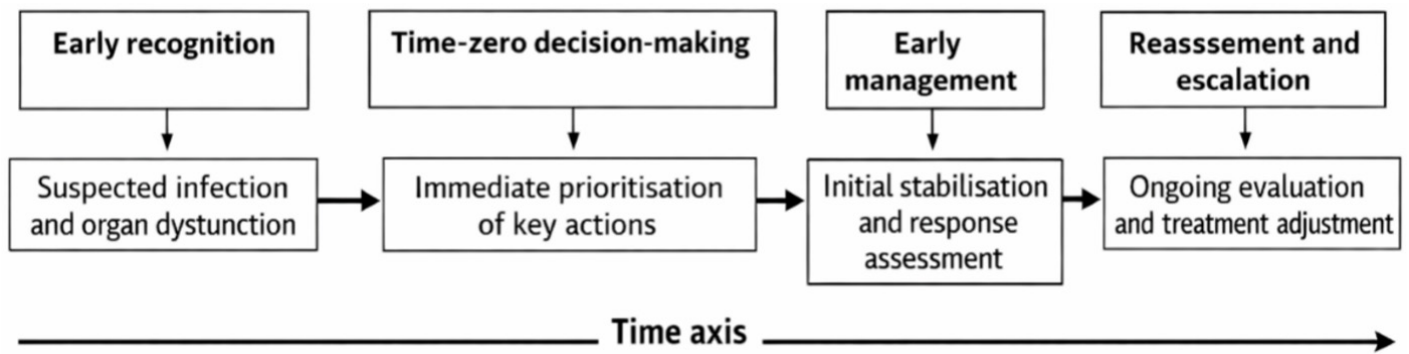 Early recognition
Time-zero decision-making
Early
management
Reasssement and
escalation
Suspected infection
and organ dystunction
Immediate prioritisation
of key actions
Initial stabilisation
and response
assessment
Ongoing evaluation
and treatment adjustment
Time axis